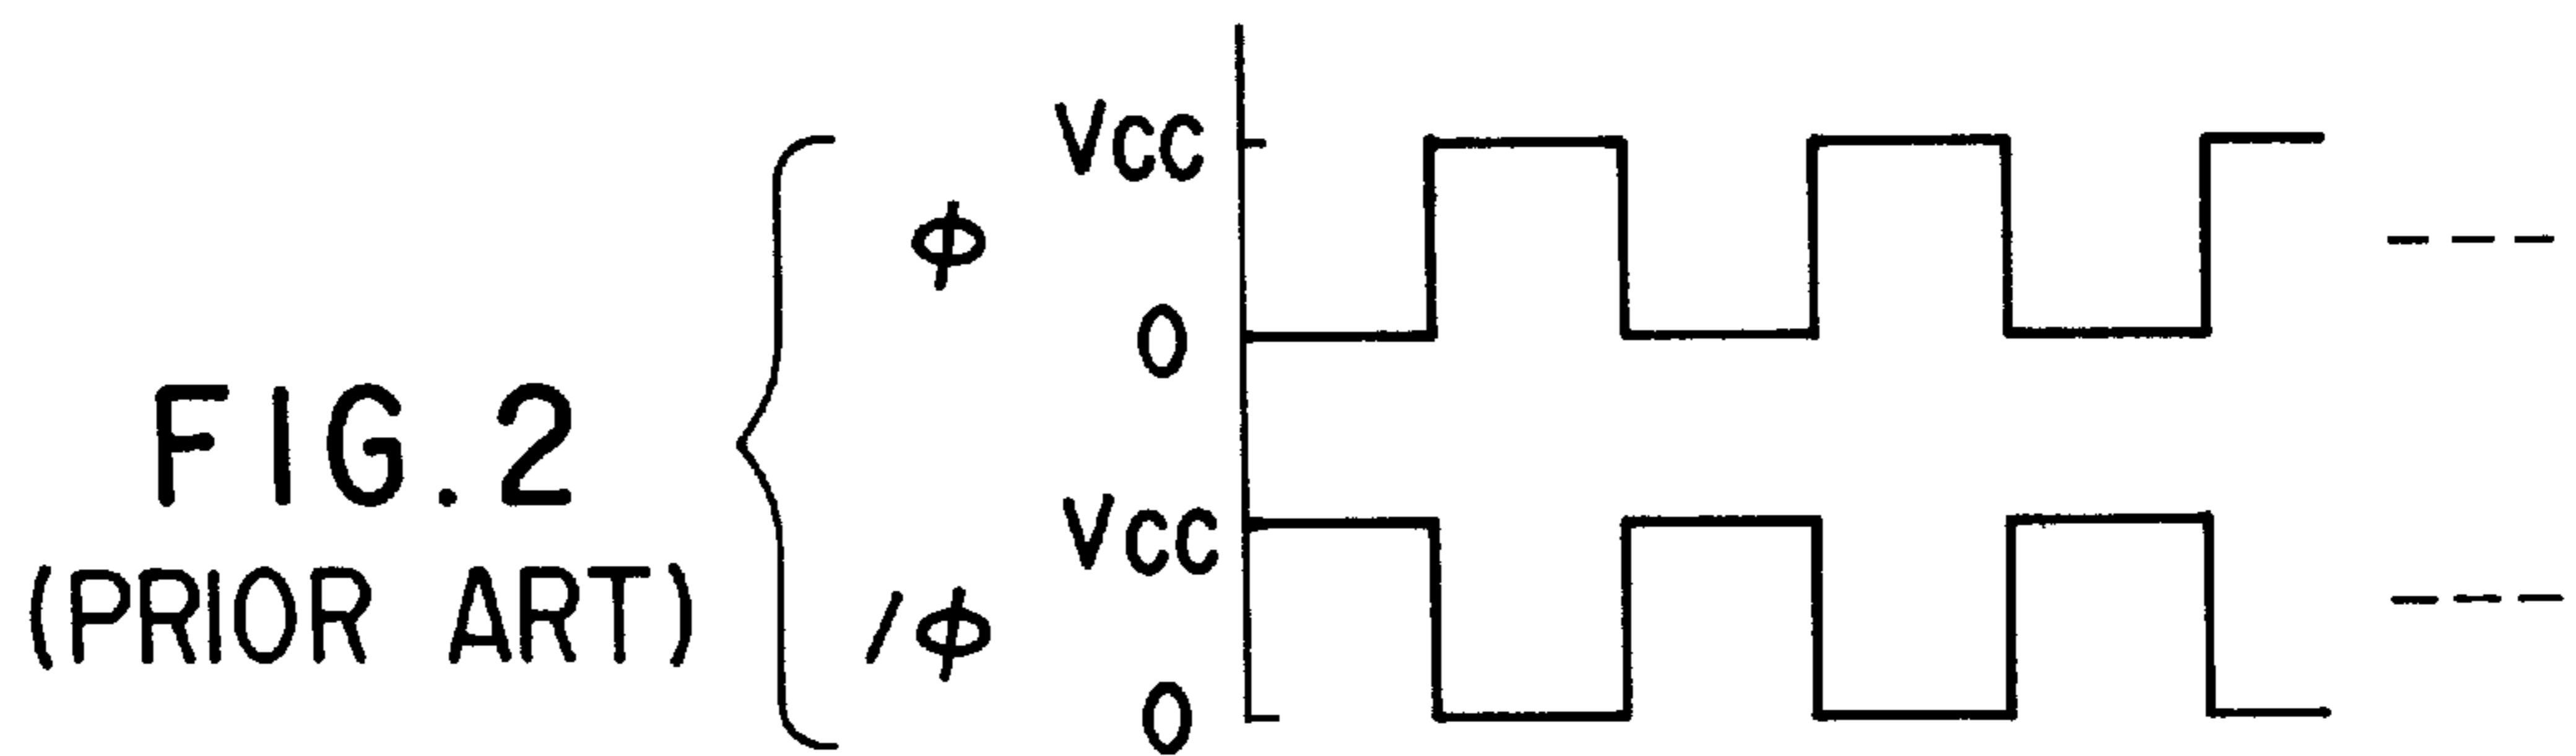 Vcc
ϕ
0
FIG.2
(PRIOR ART)
Vcc
/ϕ
0